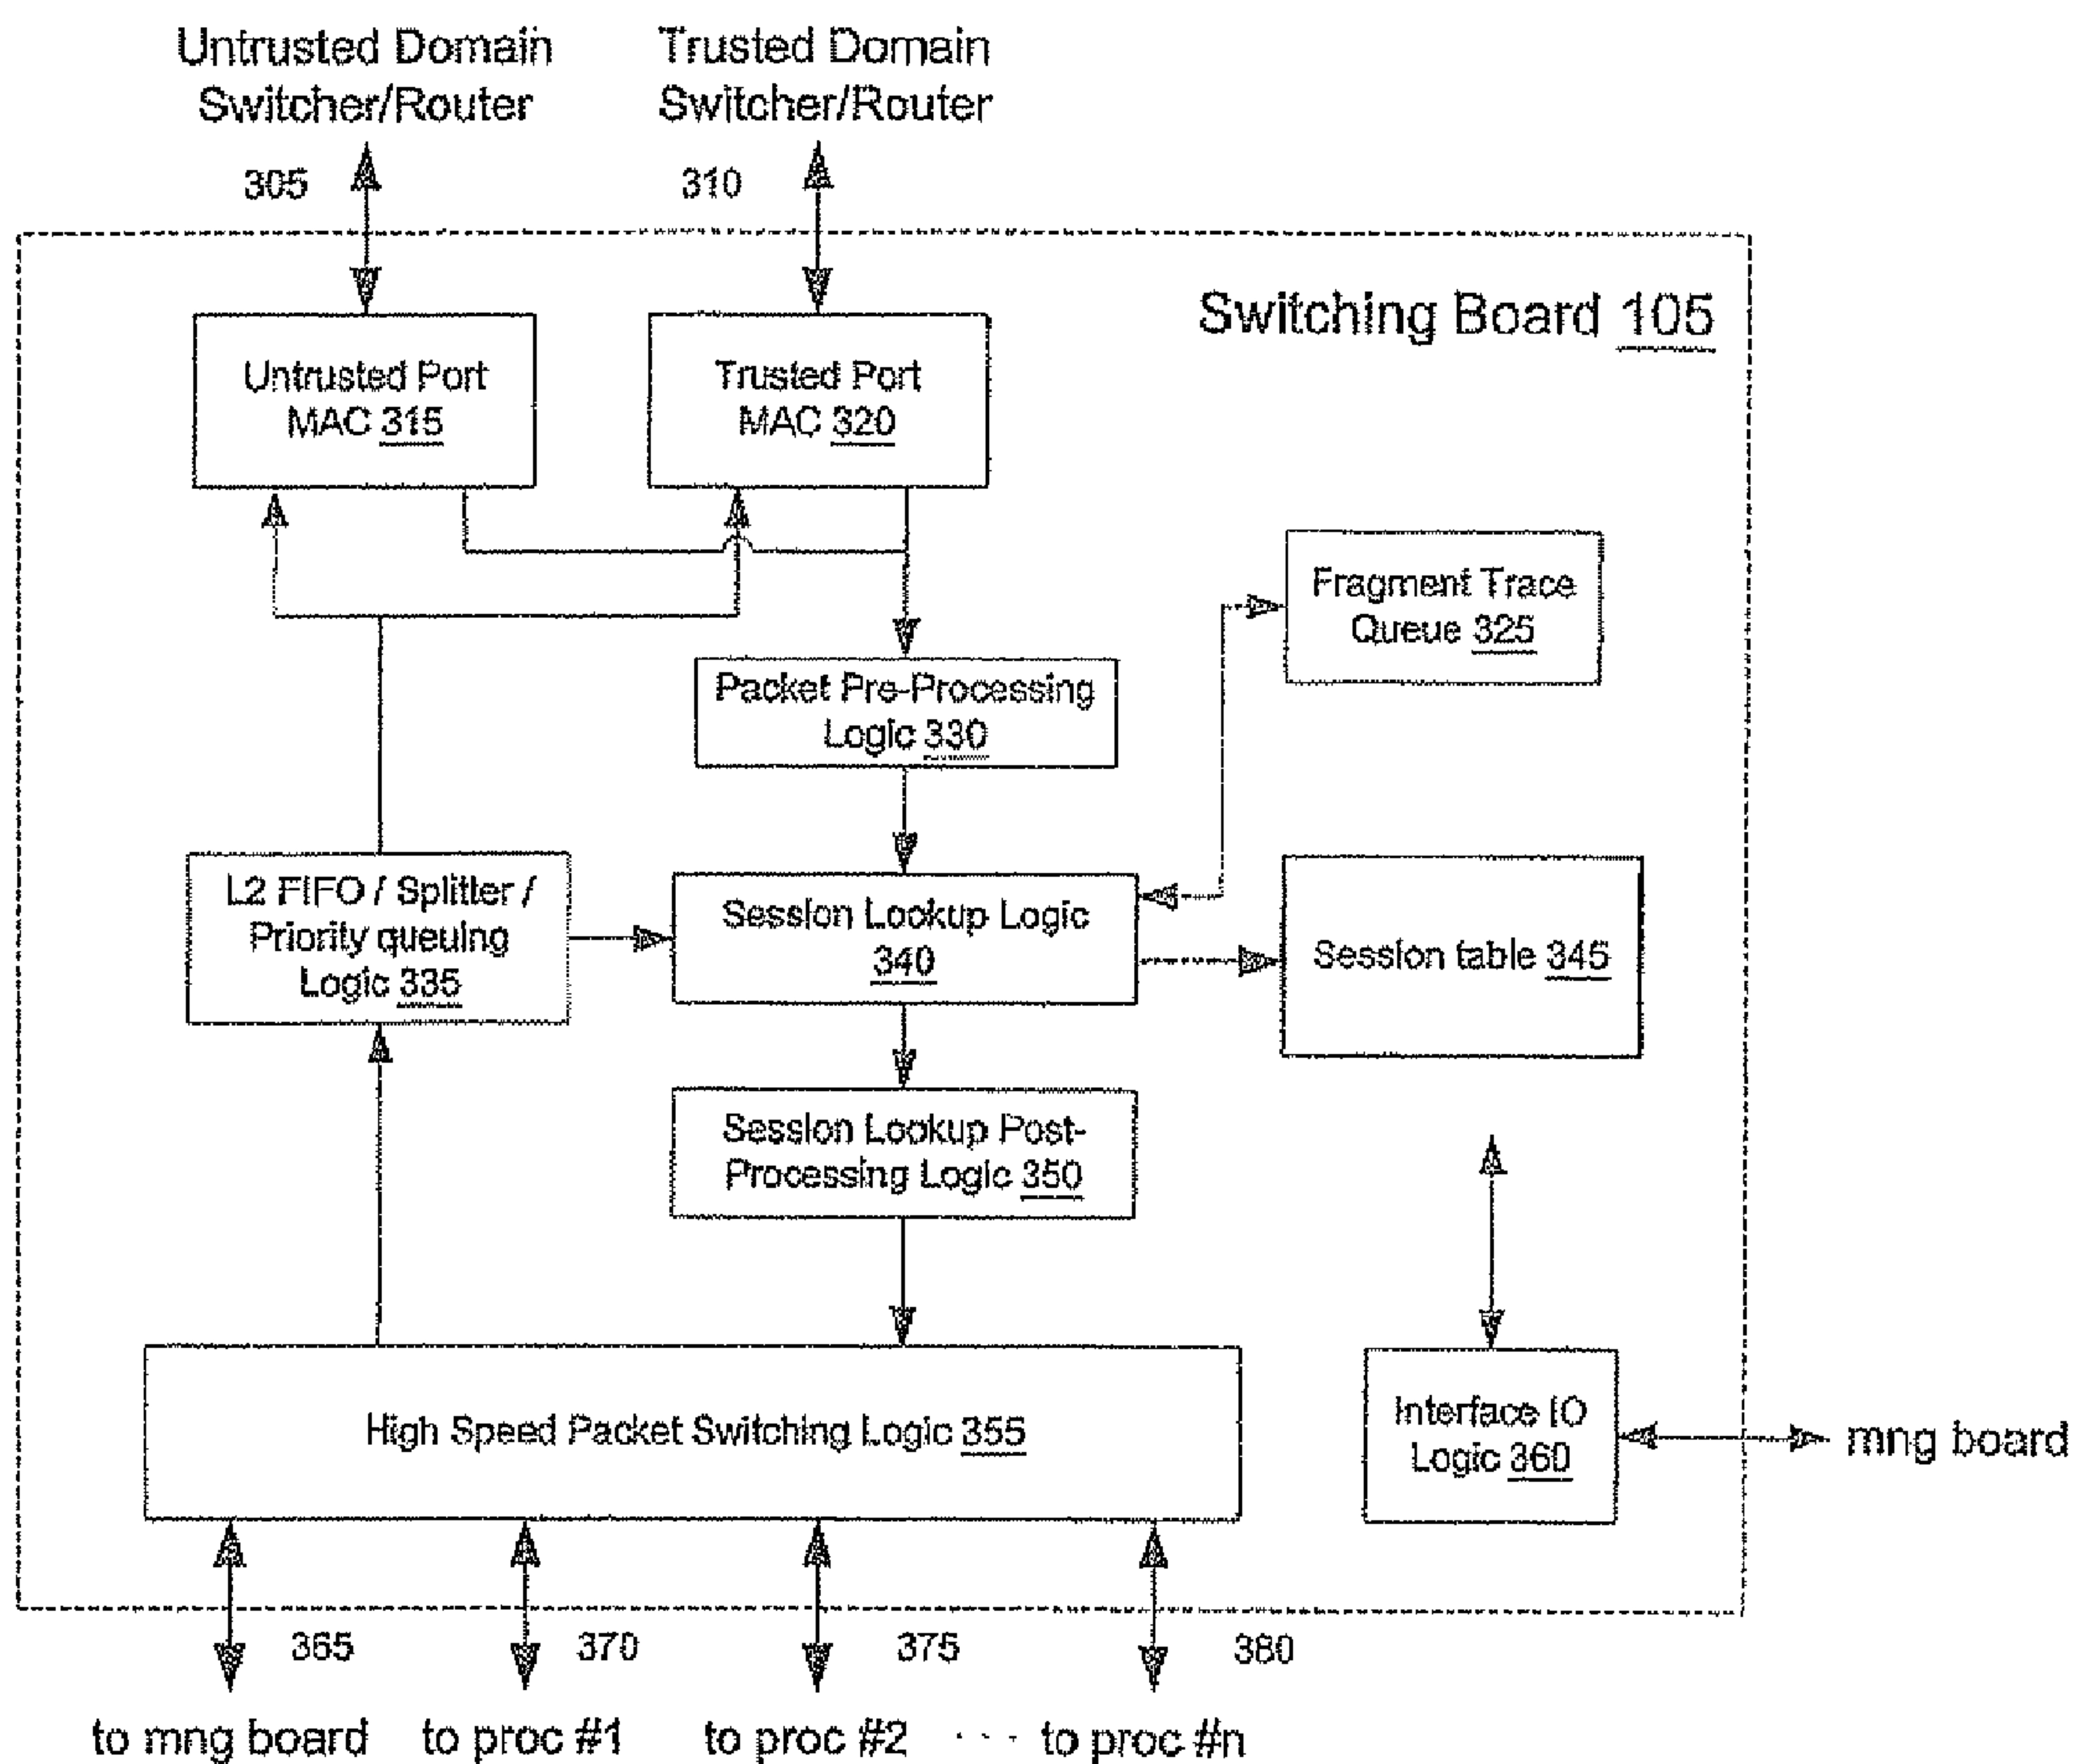 Untrusted Domain
Switcher/Router
Trusted Domain
Switcher/Router
305
310
Switching Board 105
Untrusted Port
MAC 315
Trusted Port
MAC 320
Fragment Trace
Queue 325
Packet Pre-Processing
Logic 330
L2 FIFO / Splitter /
Priority queuing
Logic 335
Session Lookup Logic
340
Session table 345
Session Lookup Post-
Processing Logic 350
High Speed Packet Switching Logic 355
Interface IO
Logic 360
mng board
365
370
375
380
to mng board
to proc #1
to proc #2
...
to proc #n